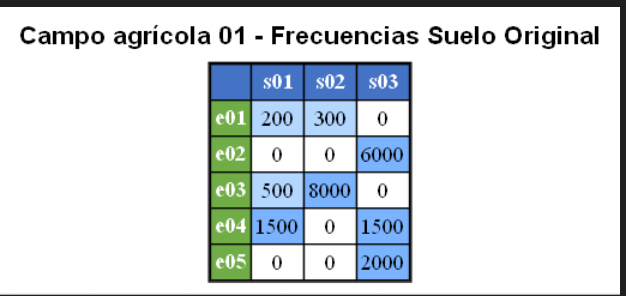 Campo agrícola 01 - Frecuencias Suelo Original
s01 s02 s03
e01 200 300 0
e02 0 0 6000
e03 500 8000 0
e04 1500 0 1500
e05 0 0 2000